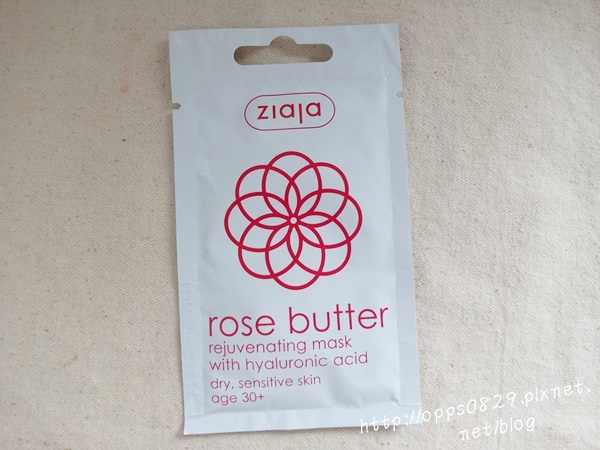 ziaja
rose butter
rejuvenating mask
with hyaluronic acid
dry, sensitive skin
age 30+
http://opps0829.pixnet.
net/blog